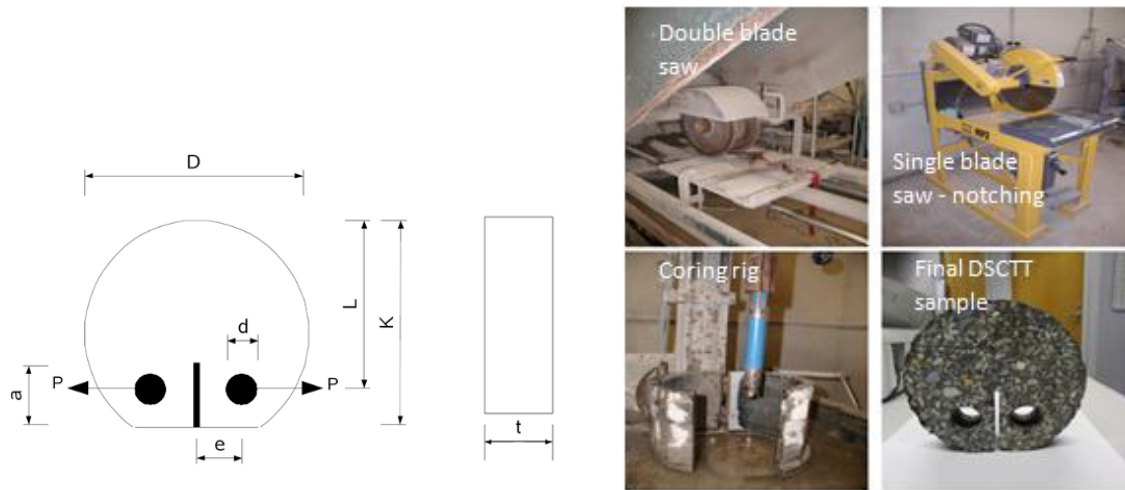 D
d
L
K
P
P
a
e
t
Double blade
saw
Single blade
saw - notching
Coring rig
Final DSCTT
sample